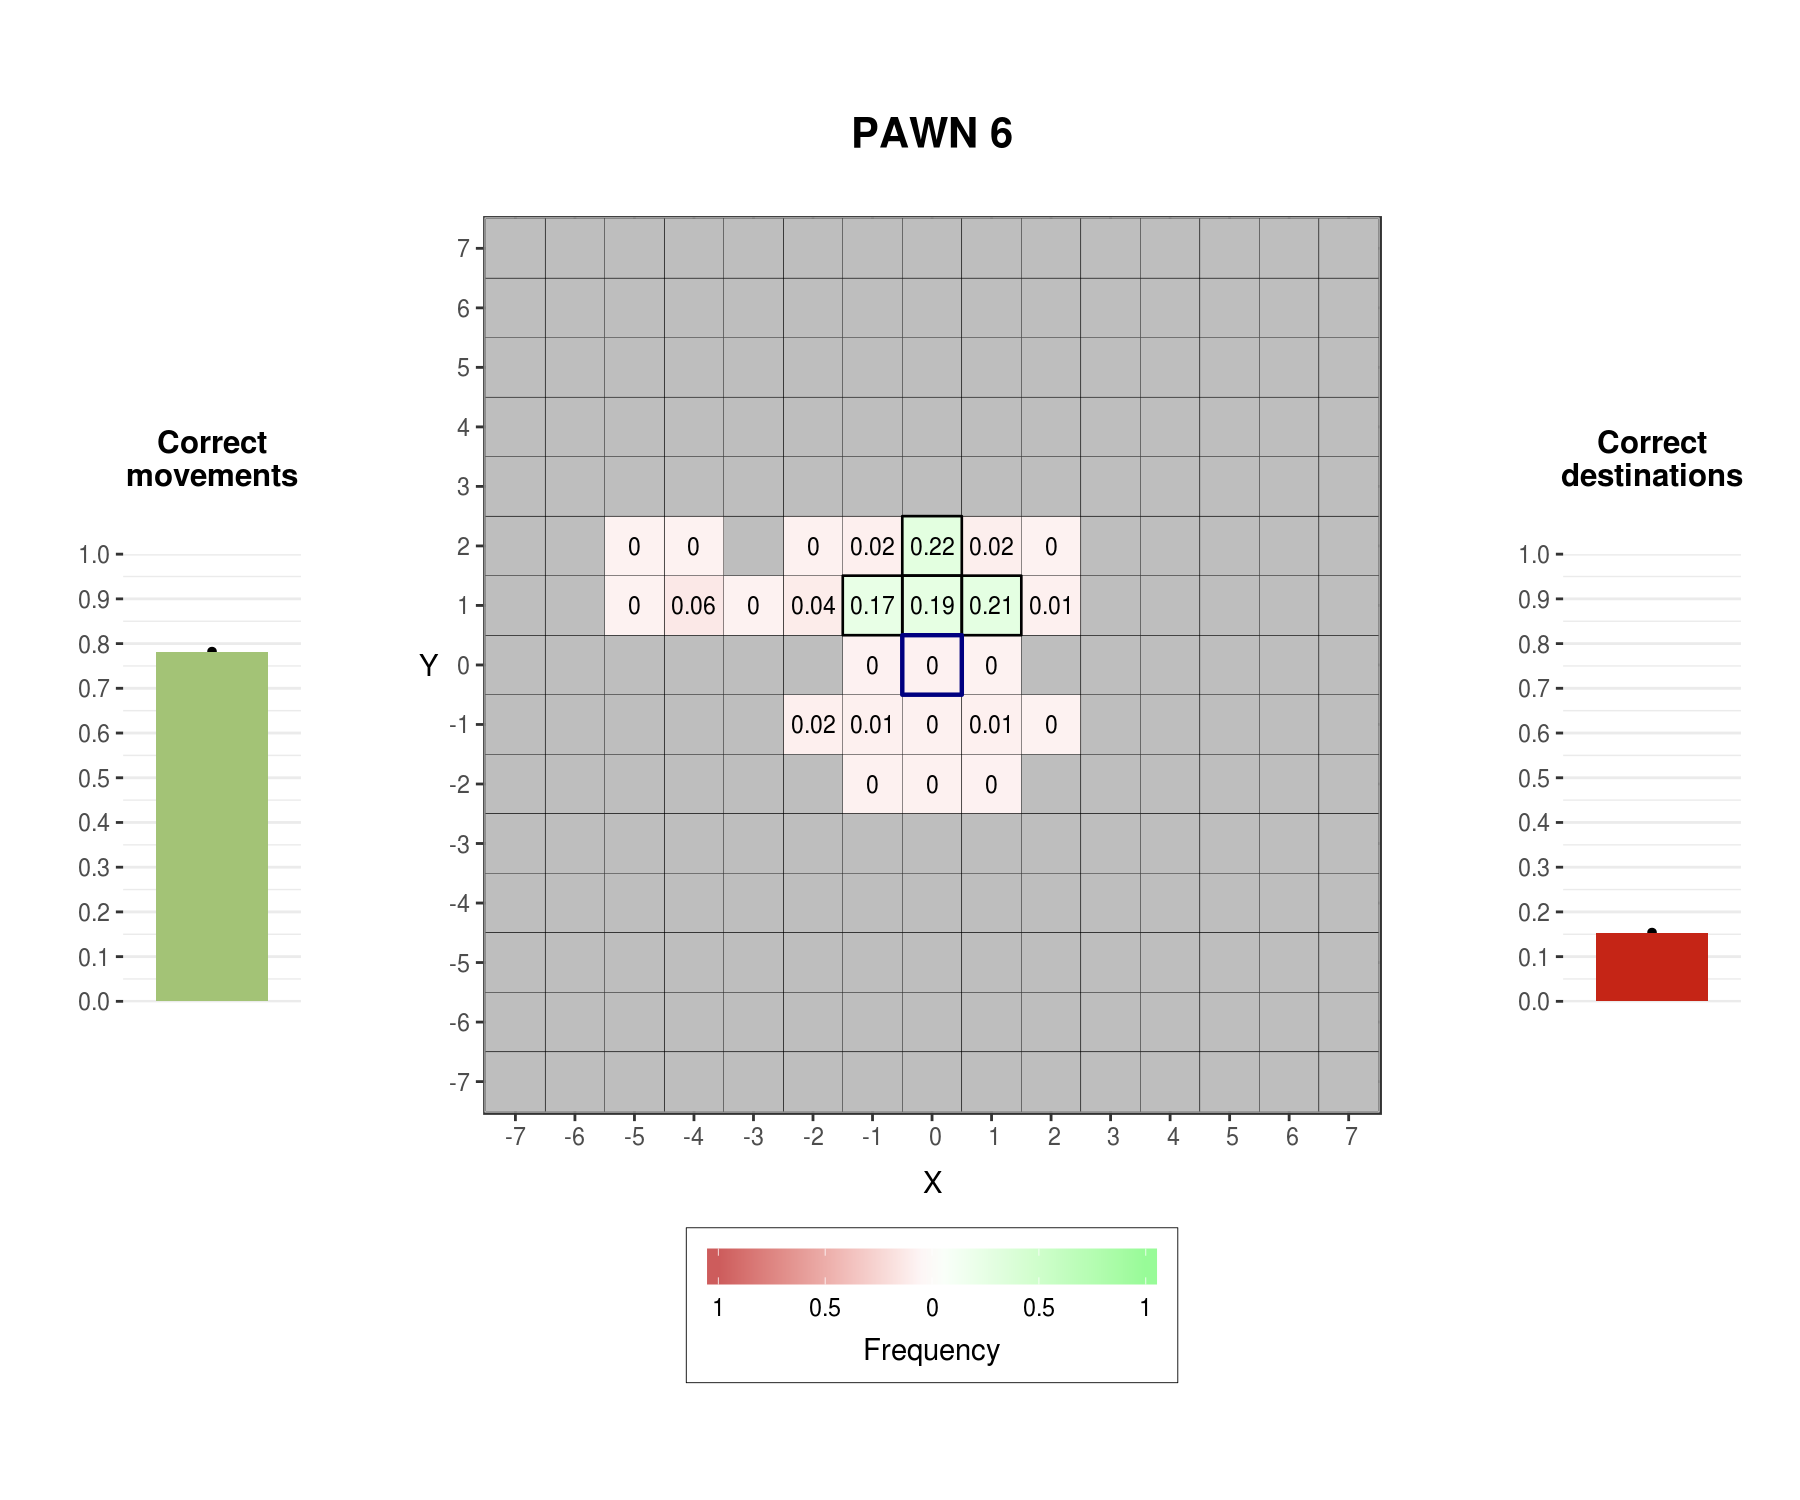 PAWN 6
Correct
movements
1.0
0.9
0.8
0.7
0.6
0.5
0.4
0.3
0.2
0.1
0.0
Y
7
6
5
4
3
2 0 0 0 0.02 0.22 0.02 0
1 0 0.06 0 0.04 0.17 0.19 0.21 0.01
0 0 0 0
-1 0.02 0.01 0 0.01 0
-2 0 0 0
-3
-4
-5
-6
-7
-7 -6 -5 -4 -3 -2 -1 0 1 2 3 4 5 6 7
X
1 0.5 0 0.5 1
Frequency
Correct
destinations
1.0
0.9
0.8
0.7
0.6
0.5
0.4
0.3
0.2
0.1
0.0